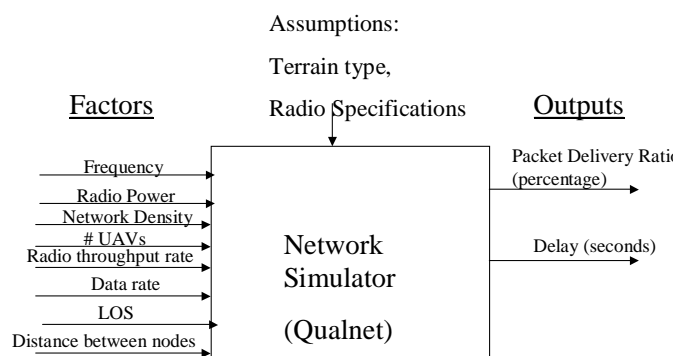 Assumptions:
Terrain type,
Radio Specifications
Factors
Outputs
Frequency
Radio Power
Network Density
# UAVs
Radio throughput rate
Data rate
LOS
Distance between nodes
Network
Simulator
(Qualnet)
Packet Delivery Ratio
(percentage)
Delay (seconds)